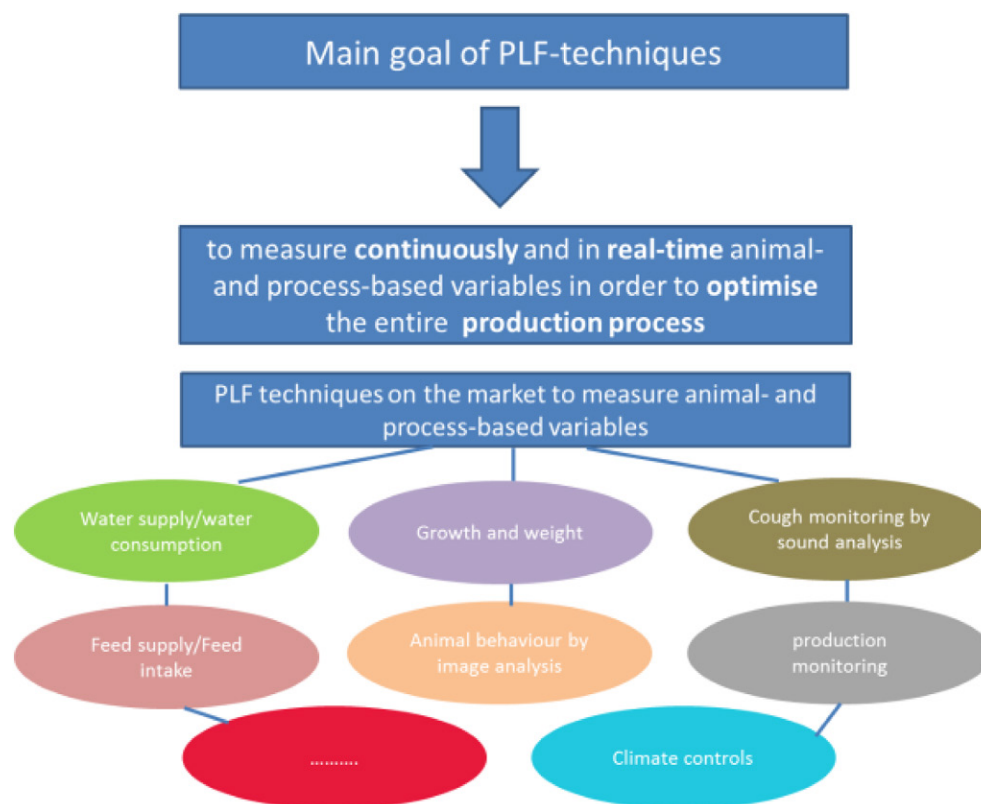 Main goal of PLF-techniques
to measure continuously and in real-time animal-
and process-based variables in order to optimise
the entire production process
PLF techniques on the market to measure animal- and
process-based variables
Water supply/water
consumption
Growth and weight
Cough monitoring by
sound analysis
Feed supply/Feed
intake
Animal behaviour by
image analysis
production
monitoring
..........
Climate controls